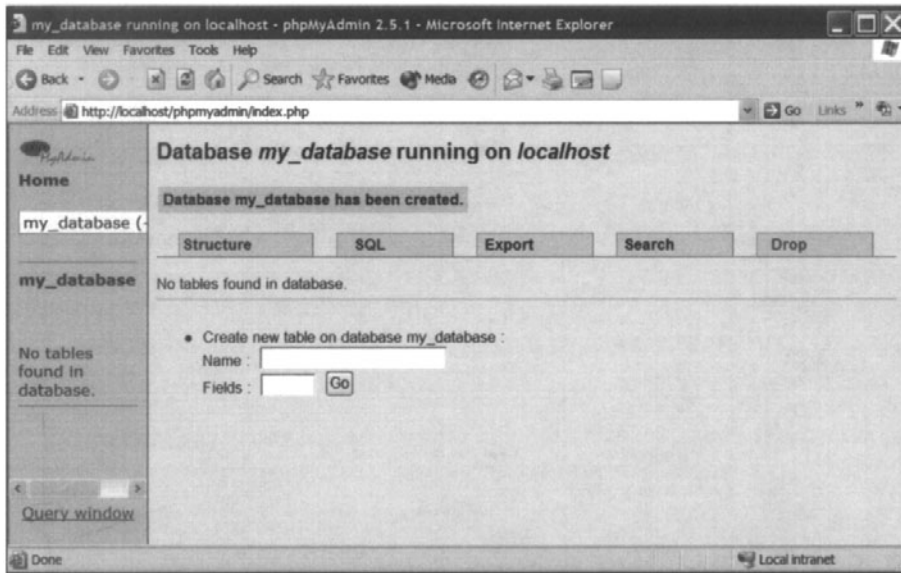 my_database running on localhost - phpMyAdmin 2.5.1 - Microsoft Internet Explorer
File Edit View Favorites Tools Help
Back Search Favorites Media
Address http://localhost/phpmyadmin/index.php Go Links »
MyAdmin
Home
my_database (-
my_database
No tables
found in
database.
Query window
Database my_database running on localhost
Database my_database has been created.
Structure SQL Export Search Drop
No tables found in database.
• Create new table on database my_database :
Name :
Fields : Go
Done Local intranet